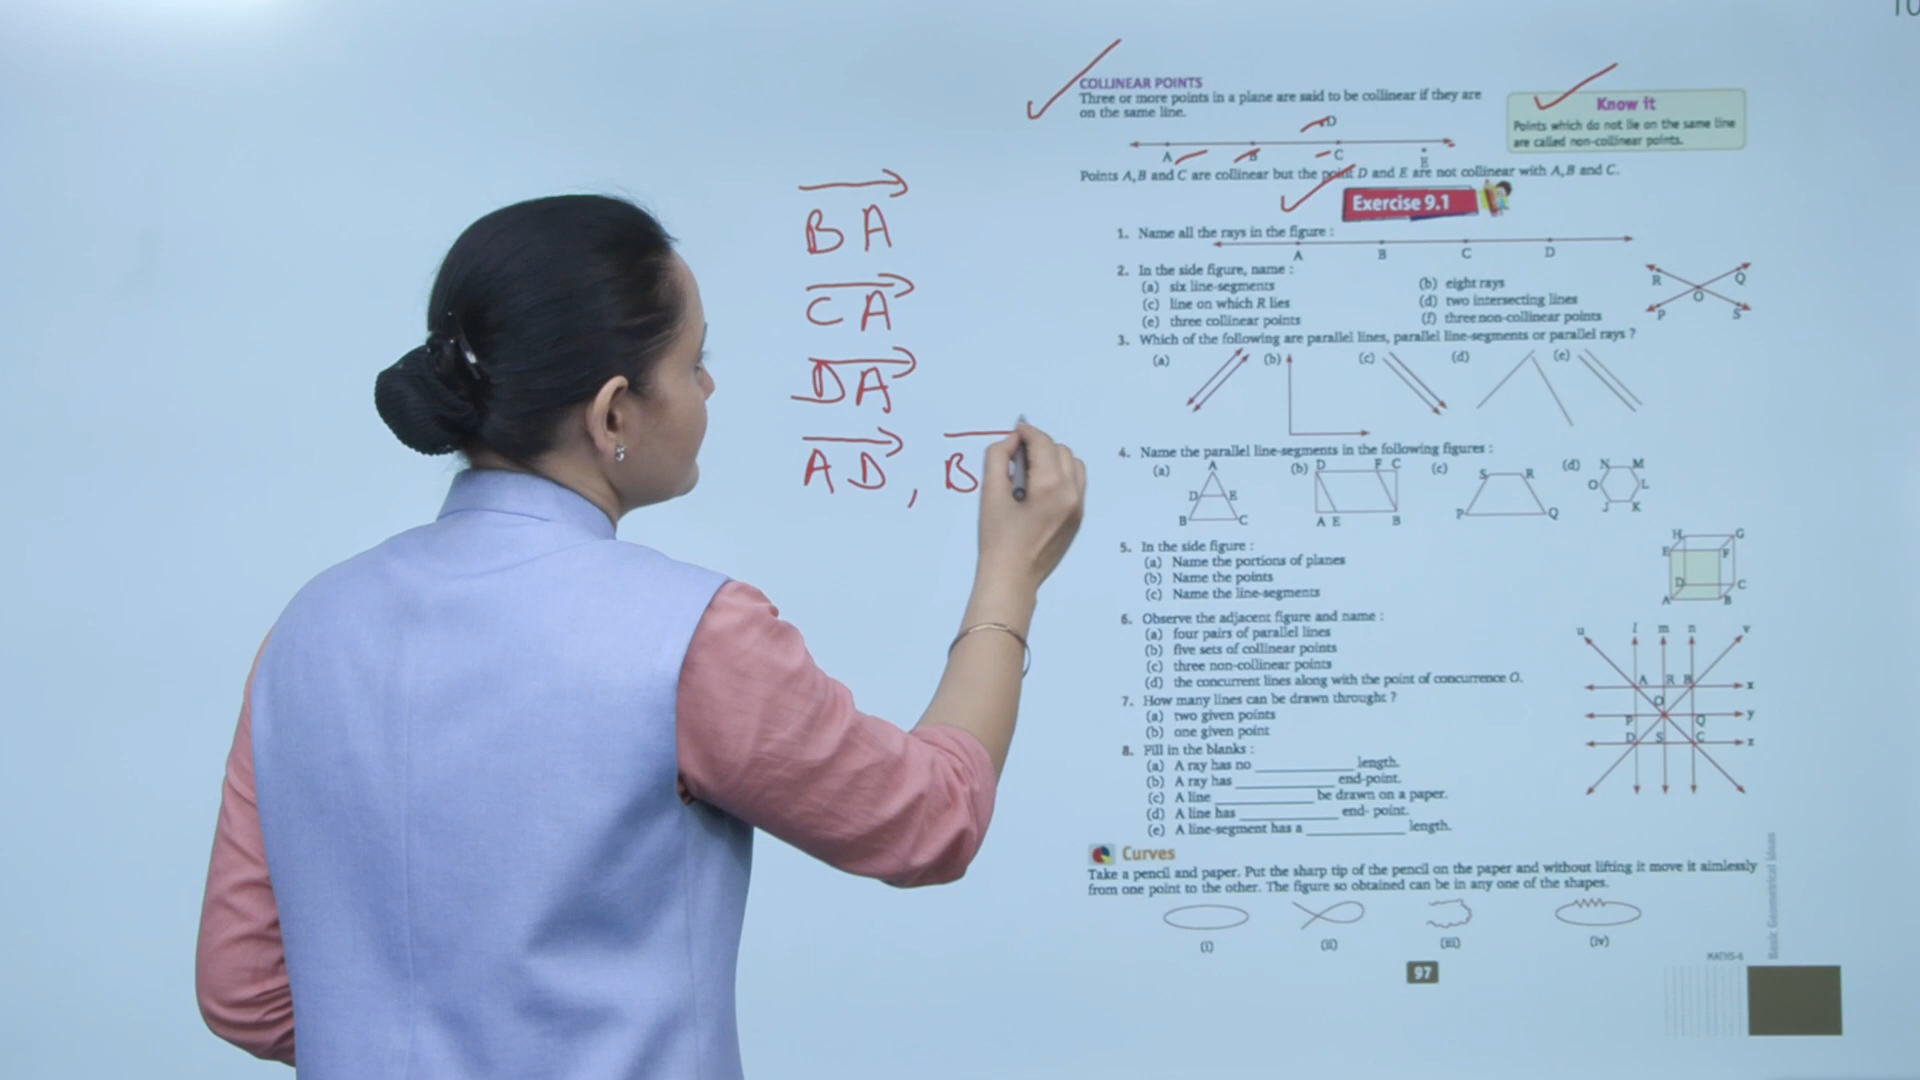 10
BA
CA
DA
AD, B
COLLINEAR POINTS
Three or more points in a plane are said to be collinear if they are
on the same line.
D
A B C E
Points A, B and C are collinear but the point D and E are not collinear with A, B and C.
Know it
Points which do not lie on the same line
are called non-collinear points.
Exercise 9.1
1. Name all the rays in the figure :
A B C D
2. In the side figure, name :
(a) six line-segments
(b) eight rays
(c) line on which R lies
(d) two intersecting lines
(e) three collinear points
(f) three non-collinear points
R Q
O
P S
3. Which of the following are parallel lines, parallel line-segments or parallel rays ?
(a) (b) (c) (d) (e)
4. Name the parallel line-segments in the following figures :
(a) A D E B C
(b) D F C A E B
(c) S R P Q
(d) N M O L J K
5. In the side figure :
(a) Name the portions of planes
(b) Name the points
(c) Name the line-segments
H G
E F
D C
A B
6. Observe the adjacent figure and name :
(a) four pairs of parallel lines
(b) five sets of collinear points
(c) three non-collinear points
(d) the concurrent lines along with the point of concurrence O.
u l m n v
A R B x
O
P Q y
D S C z
7. How many lines can be drawn throught ?
(a) two given points
(b) one given point
8. Fill in the blanks :
(a) A ray has no ____________ length.
(b) A ray has ____________ end-point.
(c) A line ____________ be drawn on a paper.
(d) A line has ____________ end- point.
(e) A line-segment has a ____________ length.
Curves
Take a pencil and paper. Put the sharp tip of the pencil on the paper and without lifting it move it aimlessly
from one point to the other. The figure so obtained can be in any one of the shapes.
(i) (ii) (iii) (iv)
97
MATHS-6
Basic Geometrical Ideas